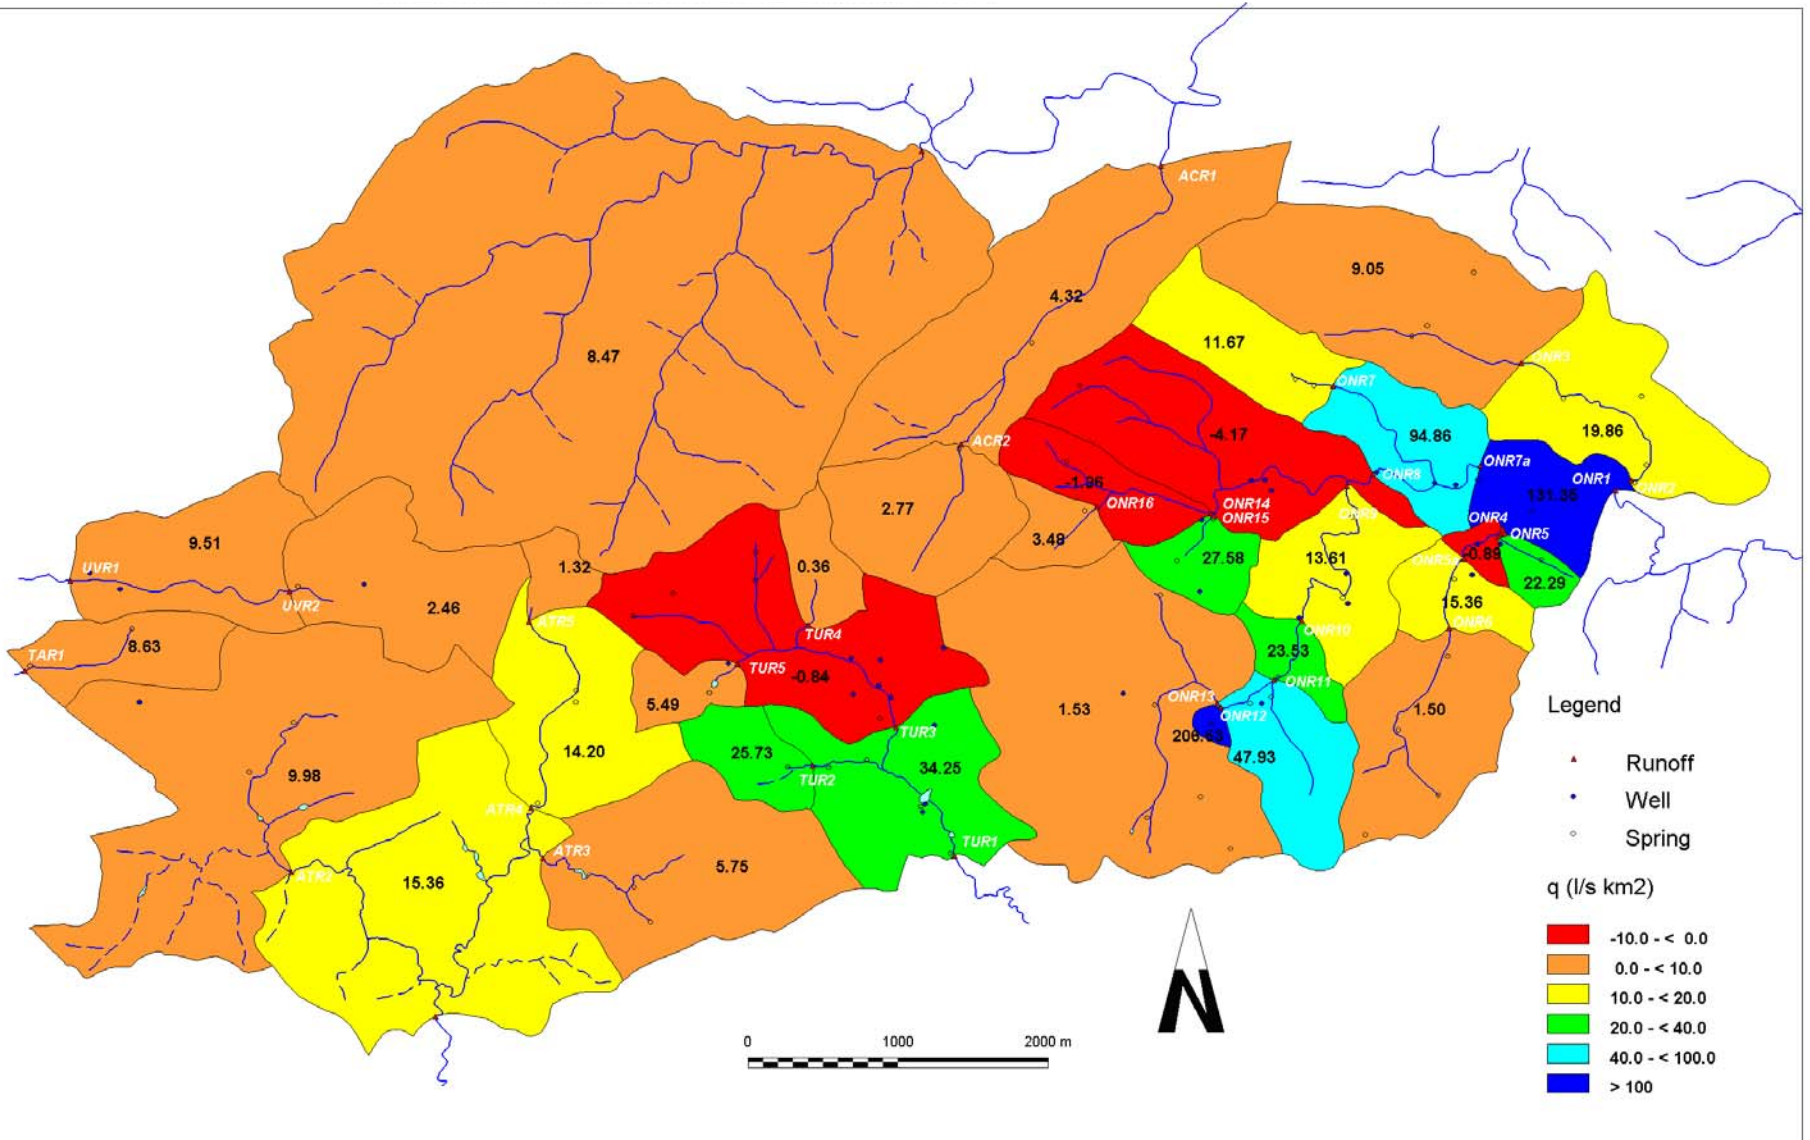 ACR1
9.05
4.32
11.67
8.47
ONR3
ONR7
19.86
-4.17
94.86
ACR2
ONR7a
ONR8
ONR1
-1.96
ONR2
131.35
2.77
ONR16
ONR14
ONR15
ONR9
ONR4
ONR5
9.51
3.48
27.58
13.61
-0.89
UVR1
1.32
0.36
ONR5a
22.29
UVR2
2.46
15.36
ATR5
ONR6
TUR4
ONR10
8.63
TAR1
23.53
TUR5
-0.84
ONR11
5.49
ONR13
1.53
ONR12
1.50
Legend
TUR3
14.20
25.73
47.93
34.25
Runoff
9.98
TUR2
Well
ATR4
TUR1
Spring
ATR3
5.75
ATR2
15.36
q (l/s km2)
-10.0 - < 0.0
0.0 - < 10.0
10.0 - < 20.0
20.0 - < 40.0
40.0 - < 100.0
> 100
N
0 1000 2000 m